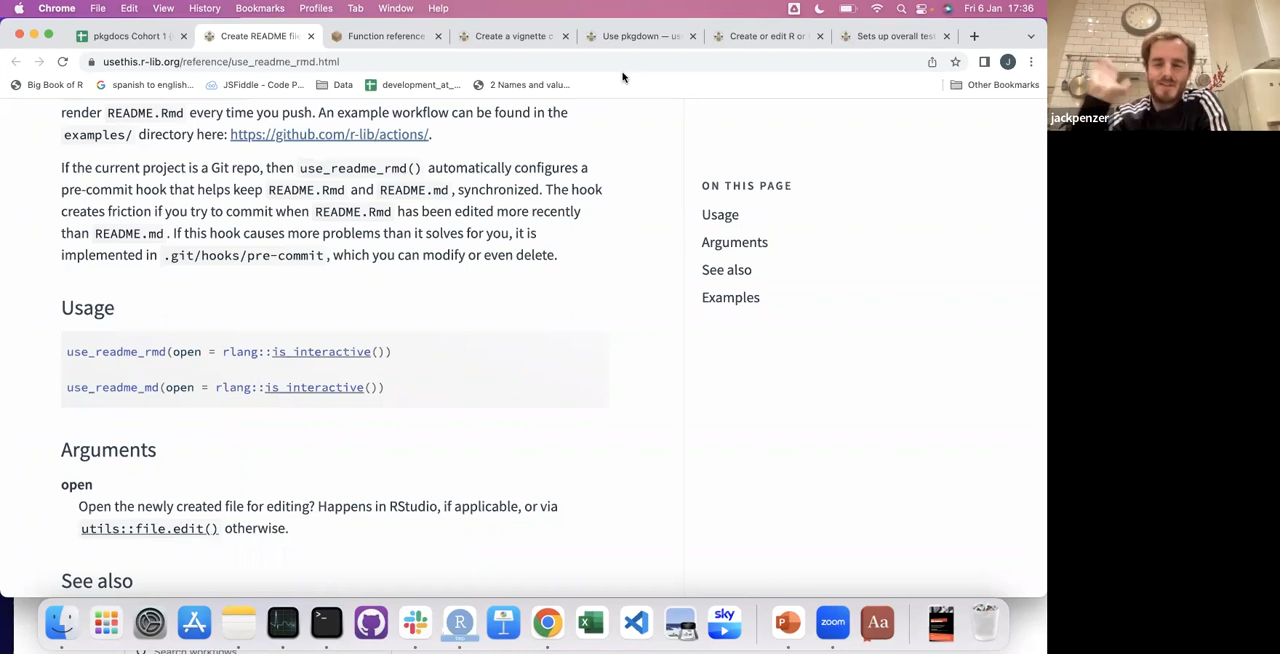 Chrome File Edit View History Bookmarks Profiles Tab Window Help Fri 6 Jan 17:36
pkgdocs Cohort 1 Create README fil Function reference Create a vignette c Use pkgdown — us Create or edit R or Sets up overall tes
usethis.r-lib.org/reference/use_readme_rmd.html
J
Big Book of R spanish to english... JSFiddle - Code P... Data development_at_... 2 Names and valu... Other Bookmarks
render README.Rmd every time you push. An example workflow can be found in the
examples/ directory here: https://github.com/r-lib/actions/.
If the current project is a Git repo, then use_readme_rmd() automatically configures a
pre-commit hook that helps keep README.Rmd and README.md, synchronized. The hook
creates friction if you try to commit when README.Rmd has been edited more recently
than README.md. If this hook causes more problems than it solves for you, it is
implemented in .git/hooks/pre-commit, which you can modify or even delete.
Usage
use_readme_rmd(open = rlang::is_interactive())
use_readme_md(open = rlang::is_interactive())
Arguments
open
Open the newly created file for editing? Happens in RStudio, if applicable, or via
utils::file.edit() otherwise.
See also
ON THIS PAGE
Usage
Arguments
See also
Examples
jackpenzer
sky
zoom
Aa
Search workflows